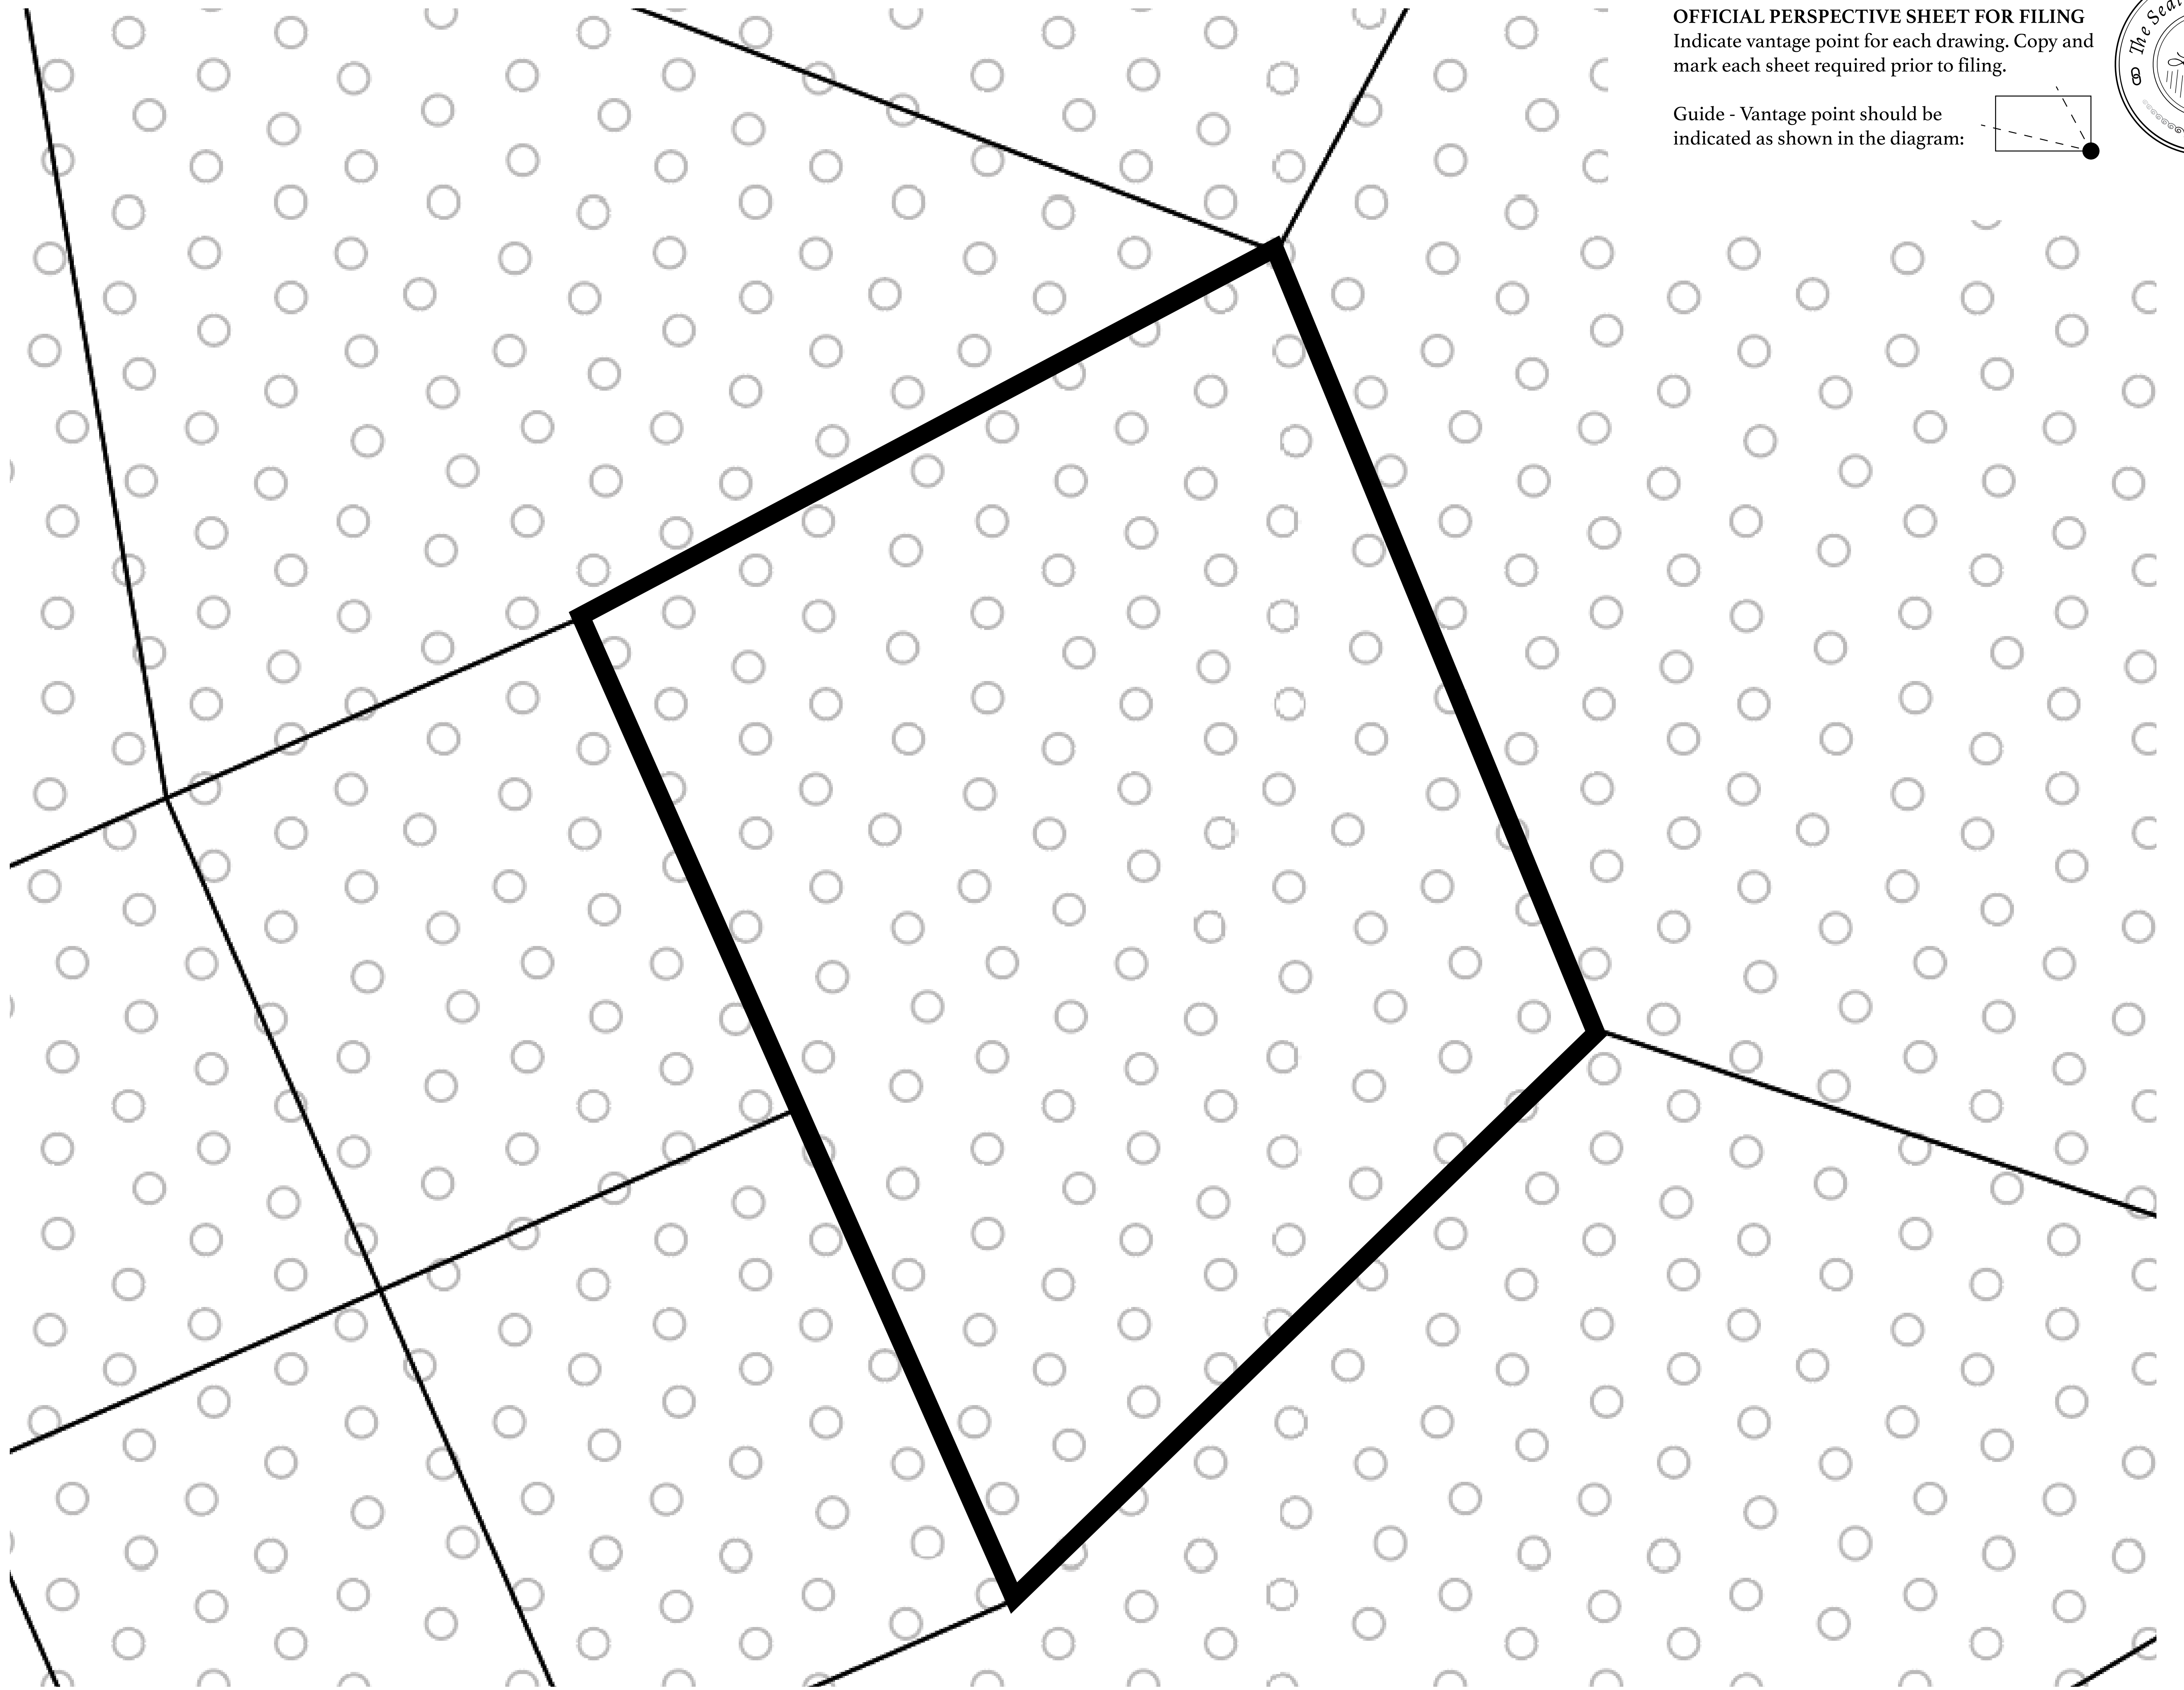 OFFICIAL PERSPECTIVE SHEET FOR FILING
Indicate vantage point for each drawing. Copy and
mark each sheet required prior to filing.
Guide - Vantage point should be
indicated as shown in the diagram:
The Seal